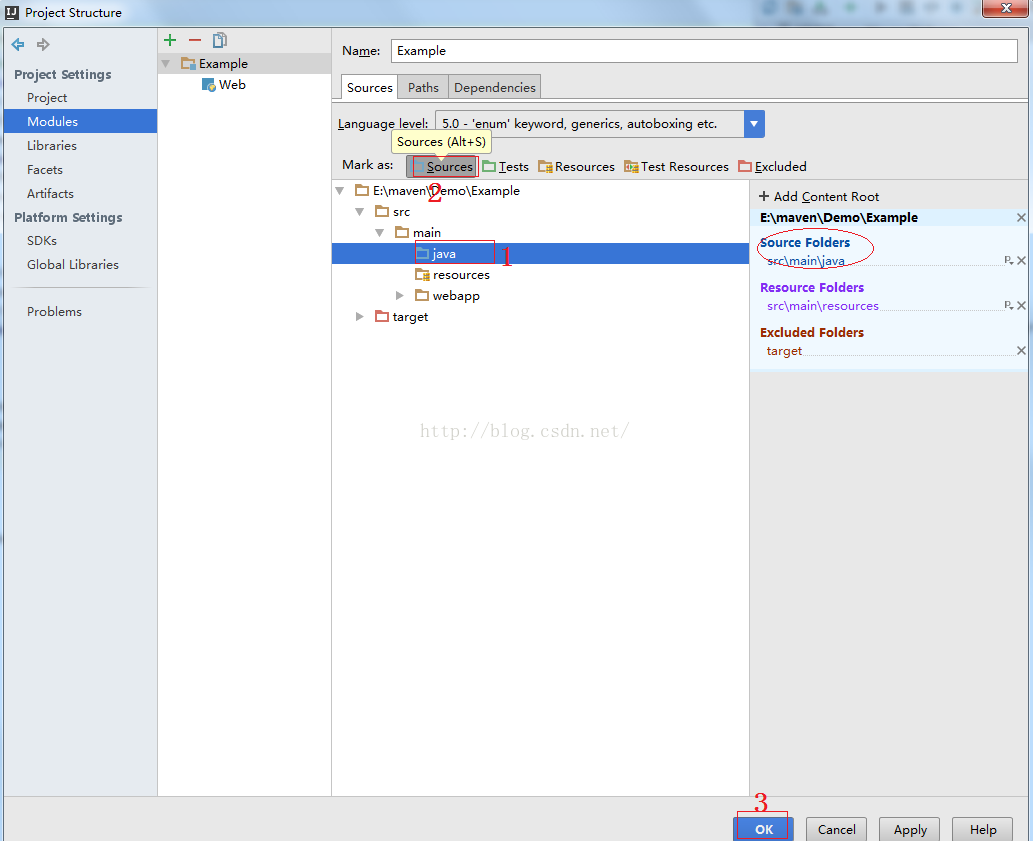 Project Structure
Project Settings
Project
Modules
Libraries
Facets
Artifacts
Platform Settings
SDKs
Global Libraries
Problems
Example
Web
Name: Example
Sources Paths Dependencies
Language level: 5.0 - 'enum' keyword, generics, autoboxing etc.
Sources (Alt+S)
Mark as: Sources Tests Resources Test Resources Excluded
2
E:\maven\Demo\Example
src
main
java
1
resources
webapp
target
+ Add Content Root
E:\maven\Demo\Example
Source Folders
src\main\java
Resource Folders
src\main\resources
Excluded Folders
target
http://blog.csdn.net/
3
OK Cancel Apply Help